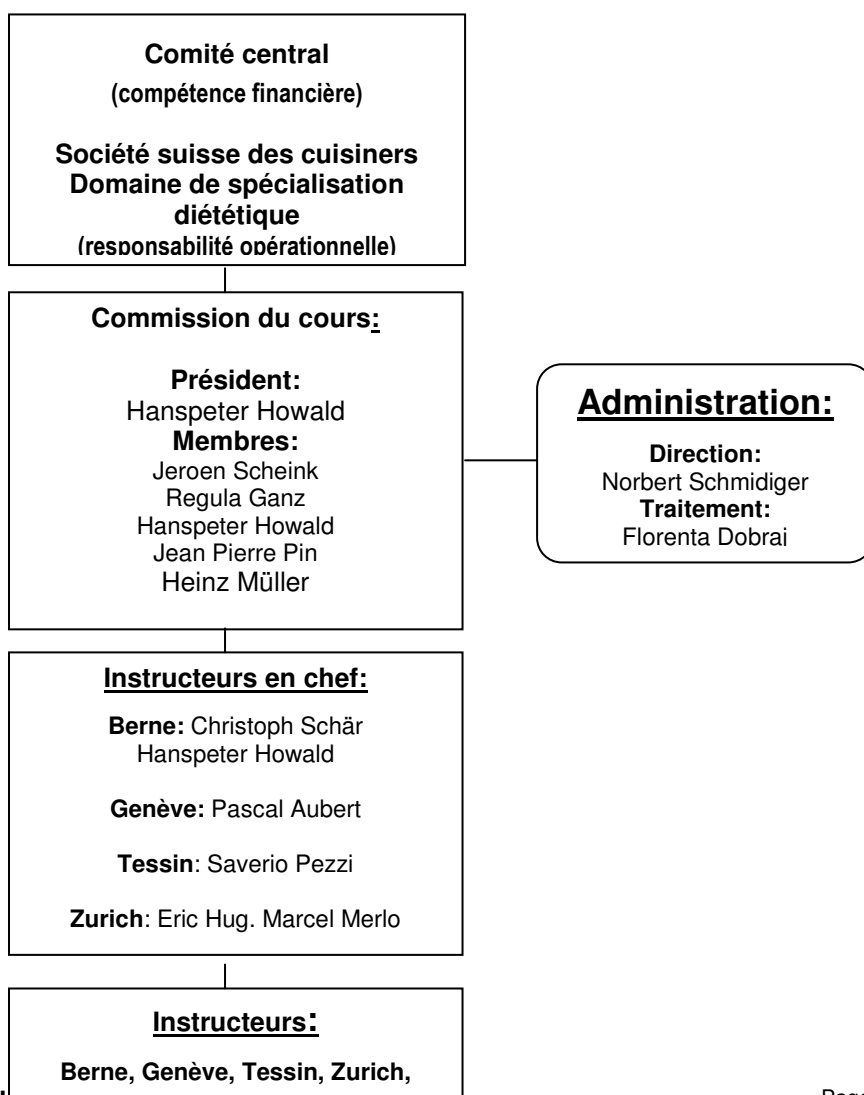 Comité central
(compétence financière)
Société suisse des cuisiners
Domaine de spécialisation
diététique
(responsabilité opérationnelle)
Commission du cours:
Président:
Hanspeter Howald
Membres:
Jeroen Scheink
Regula Ganz
Hanspeter Howald
Jean Pierre Pin
Heinz Müller
Administration:
Direction:
Norbert Schmidiger
Traitement:
Florenta Dobrai
Instructeurs en chef:
Berne: Christoph Schär
Hanspeter Howald
Genève: Pascal Aubert
Tessin: Saverio Pezzi
Zurich: Eric Hug. Marcel Merlo
Instructeurs:
Berne, Genève, Tessin, Zurich,